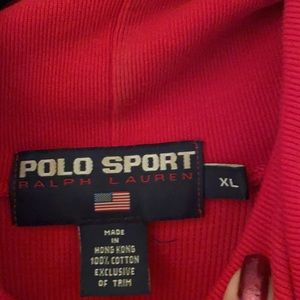 POLO SPORT
RALPH LAUREN
XL
MADE
IN
HONG KONG
100% COTTON
EXCLUSIVE
OF TRIM